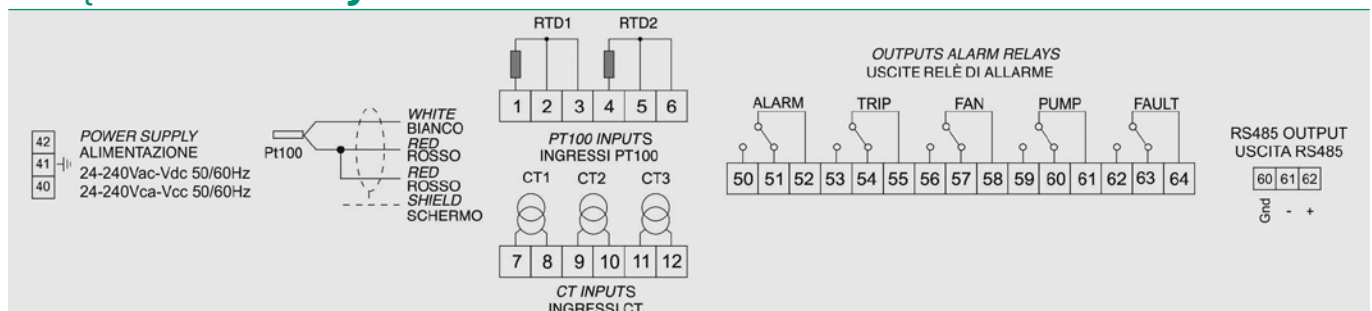 42
41
40
POWER SUPPLY
ALIMENTAZIONE
24-240Vac-Vdc 50/60Hz
24-240Vca-Vcc 50/60Hz
Pt100
WHITE
BIANCO
RED
ROSSO
RED
ROSSO
SHIELD
SCHERMO
RTD1 RTD2
1 2 3 4 5 6
PT100 INPUTS
INGRESSI PT100
CT1 CT2 CT3
7 8 9 10 11 12
CT INPUTS
INGRESSI CT
OUTPUTS ALARM RELAYS
USCITE RELÈ DI ALLARME
ALARM TRIP FAN PUMP FAULT
50 51 52 53 54 55 56 57 58 59 60 61 62 63 64
RS485 OUTPUT
USCITA RS485
60 61 62
Gnd - +